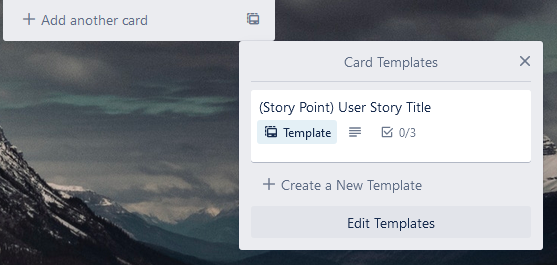 Add another card
Card Templates
(Story Point) User Story Title
Template 0/3
Create a New Template
Edit Templates